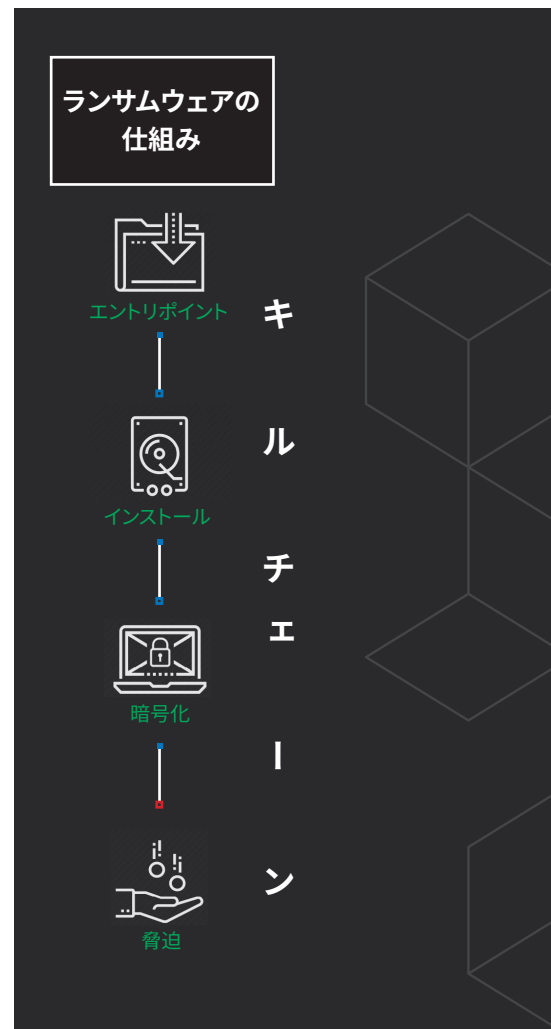 ランサムウェアの
仕組み
エントリポイント
インストール
暗号化
脅迫
キルチェーン